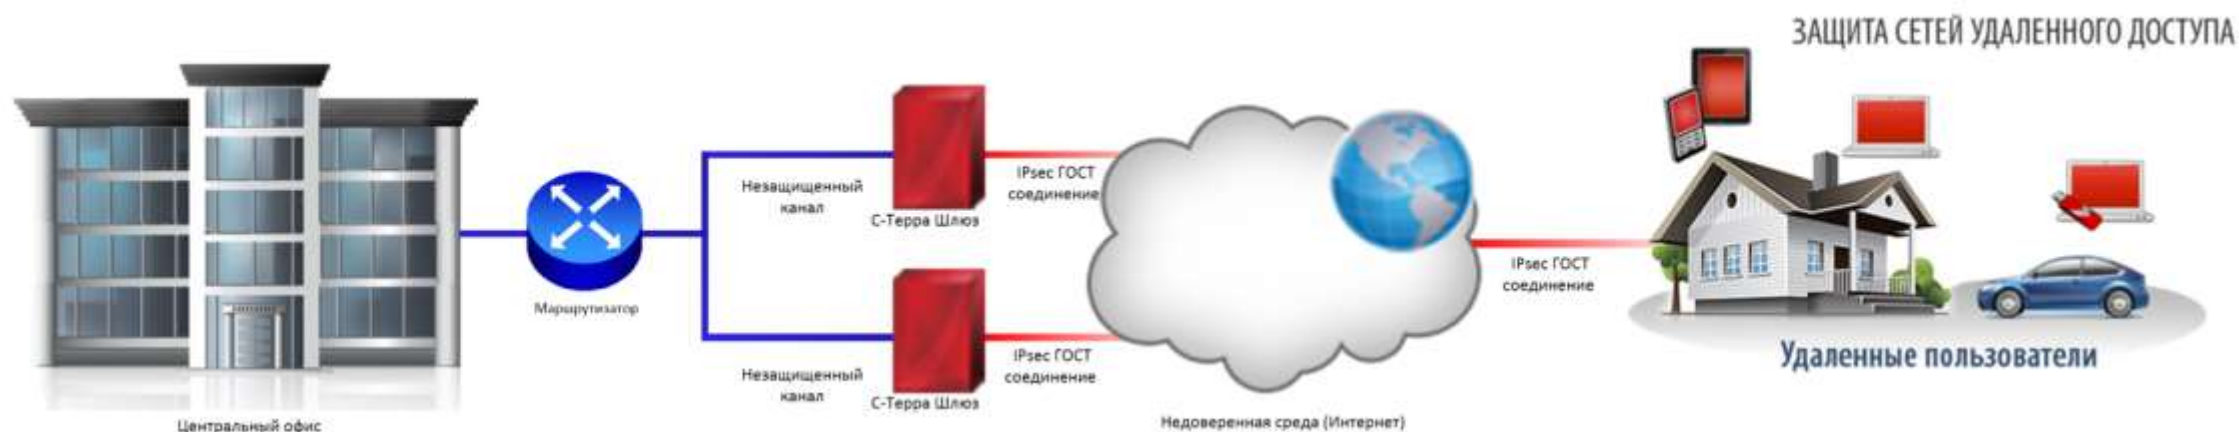 ЗАЩИТА СЕТЕЙ УДАЛЕННОГО ДОСТУПА
Незащищенный
канал
IPsec ГОСТ
соединение
С-Терра Шлюз
Маршрутизатор
IPsec ГОСТ
соединение
Незащищенный
канал
IPsec ГОСТ
соединение
С-Терра Шлюз
Удаленные пользователи
Центральный офис
Недоверенная среда (Интернет)